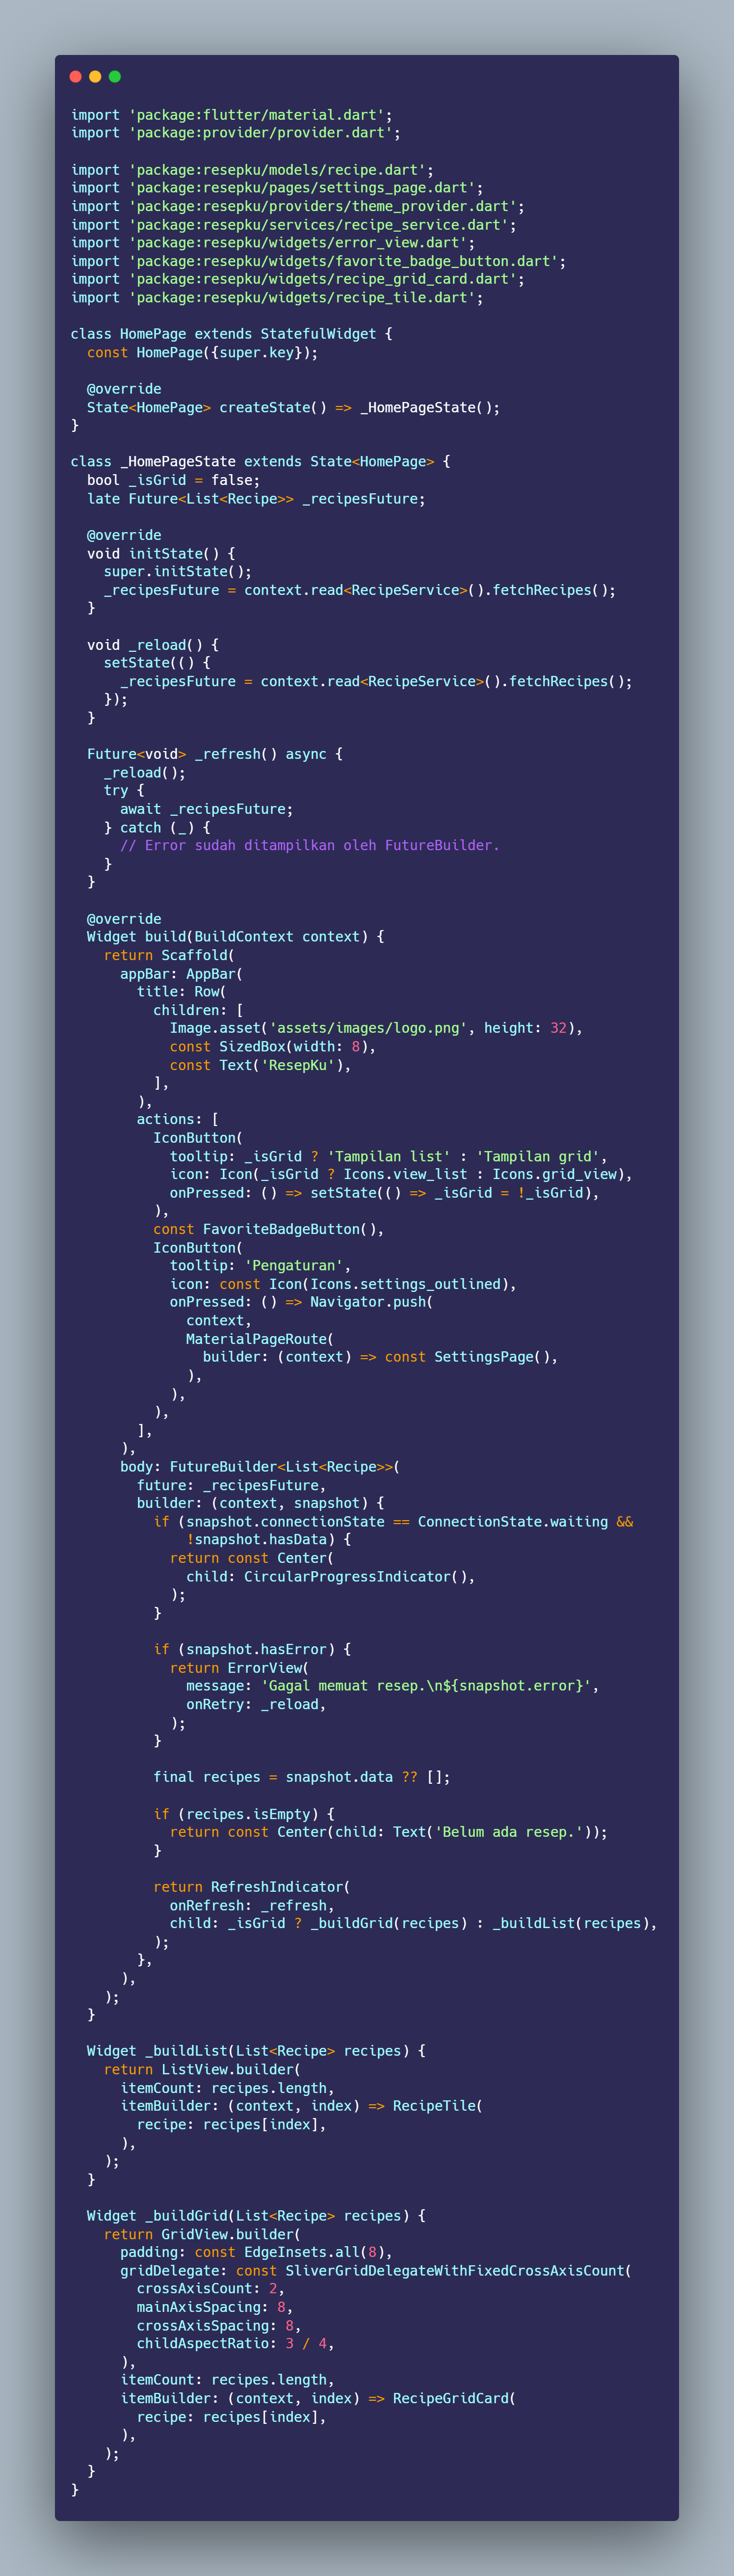 import 'package:flutter/material.dart';
import 'package:provider/provider.dart';

import 'package:resepku/models/recipe.dart';
import 'package:resepku/pages/settings_page.dart';
import 'package:resepku/providers/theme_provider.dart';
import 'package:resepku/services/recipe_service.dart';
import 'package:resepku/widgets/error_view.dart';
import 'package:resepku/widgets/favorite_badge_button.dart';
import 'package:resepku/widgets/recipe_grid_card.dart';
import 'package:resepku/widgets/recipe_tile.dart';

class HomePage extends StatefulWidget {
  const HomePage({super.key});

  @override
  State<HomePage> createState() => _HomePageState();
}

class _HomePageState extends State<HomePage> {
  bool _isGrid = false;
  late Future<List<Recipe>> _recipesFuture;

  @override
  void initState() {
    super.initState();
    _recipesFuture = context.read<RecipeService>().fetchRecipes();
  }

  void _reload() {
    setState(() {
      _recipesFuture = context.read<RecipeService>().fetchRecipes();
    });
  }

  Future<void> _refresh() async {
    _reload();
    try {
      await _recipesFuture;
    } catch (_) {
      // Error sudah ditampilkan oleh FutureBuilder.
    }
  }

  @override
  Widget build(BuildContext context) {
    return Scaffold(
      appBar: AppBar(
        title: Row(
          children: [
            Image.asset('assets/images/logo.png', height: 32),
            const SizedBox(width: 8),
            const Text('ResepKu'),
          ],
        ),
        actions: [
          IconButton(
            tooltip: _isGrid ? 'Tampilan list' : 'Tampilan grid',
            icon: Icon(_isGrid ? Icons.view_list : Icons.grid_view),
            onPressed: () => setState(() => _isGrid = !_isGrid),
          ),
          const FavoriteBadgeButton(),
          IconButton(
            tooltip: 'Pengaturan',
            icon: const Icon(Icons.settings_outlined),
            onPressed: () => Navigator.push(
              context,
              MaterialPageRoute(
                builder: (context) => const SettingsPage(),
              ),
            ),
          ),
        ],
      ),
      body: FutureBuilder<List<Recipe>>(
        future: _recipesFuture,
        builder: (context, snapshot) {
          if (snapshot.connectionState == ConnectionState.waiting &&
              !snapshot.hasData) {
            return const Center(
              child: CircularProgressIndicator(),
            );
          }

          if (snapshot.hasError) {
            return ErrorView(
              message: 'Gagal memuat resep.\n${snapshot.error}',
              onRetry: _reload,
            );
          }

          final recipes = snapshot.data ?? [];

          if (recipes.isEmpty) {
            return const Center(child: Text('Belum ada resep.'));
          }

          return RefreshIndicator(
            onRefresh: _refresh,
            child: _isGrid ? _buildGrid(recipes) : _buildList(recipes),
          );
        },
      ),
    );
  }

  Widget _buildList(List<Recipe> recipes) {
    return ListView.builder(
      itemCount: recipes.length,
      itemBuilder: (context, index) => RecipeTile(
        recipe: recipes[index],
      ),
    );
  }

  Widget _buildGrid(List<Recipe> recipes) {
    return GridView.builder(
      padding: const EdgeInsets.all(8),
      gridDelegate: const SliverGridDelegateWithFixedCrossAxisCount(
        crossAxisCount: 2,
        mainAxisSpacing: 8,
        crossAxisSpacing: 8,
        childAspectRatio: 3 / 4,
      ),
      itemCount: recipes.length,
      itemBuilder: (context, index) => RecipeGridCard(
        recipe: recipes[index],
      ),
    );
  }
}